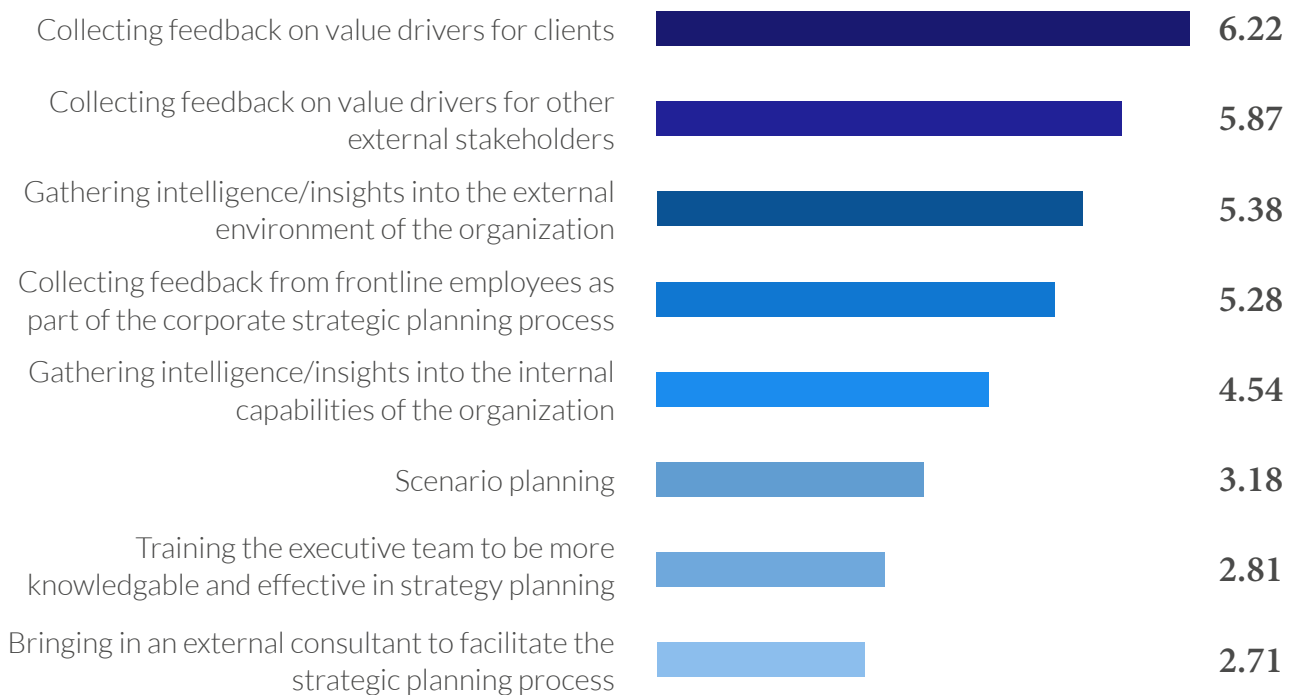 Collecting feedback on value drivers for clients 6.22
Collecting feedback on value drivers for other
external stakeholders 5.87
Gathering intelligence/insights into the external
environment of the organization 5.38
Collecting feedback from frontline employees as
part of the corporate strategic planning process 5.28
Gathering intelligence/insights into the internal
capabilities of the organization 4.54
Scenario planning 3.18
Training the executive team to be more
knowledgable and effective in strategy planning 2.81
Bringing in an external consultant to facilitate the
strategic planning process 2.71